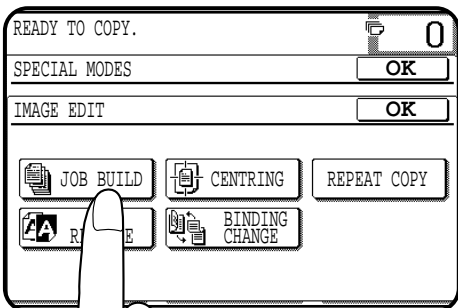 READY TO COPY.
0
SPECIAL MODES
OK
IMAGE EDIT
OK
JOB BUILD
CENTRING
REPEAT COPY
BINDING
CHANGE